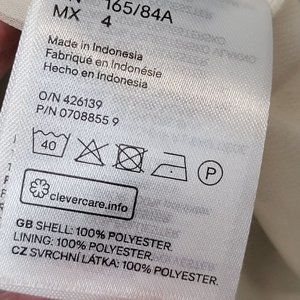 165/84A
MX 4
Made in Indonesia
Fabriqué en Indonésie
Hecho en Indonesia
O/N 426139
P/N 0708855 9
40
P
clevercare.info
GB SHELL: 100% POLYESTER.
LINING: 100% POLYESTER.
CZ SVRCHNÍ LÁTKA: 100% POLYESTER.